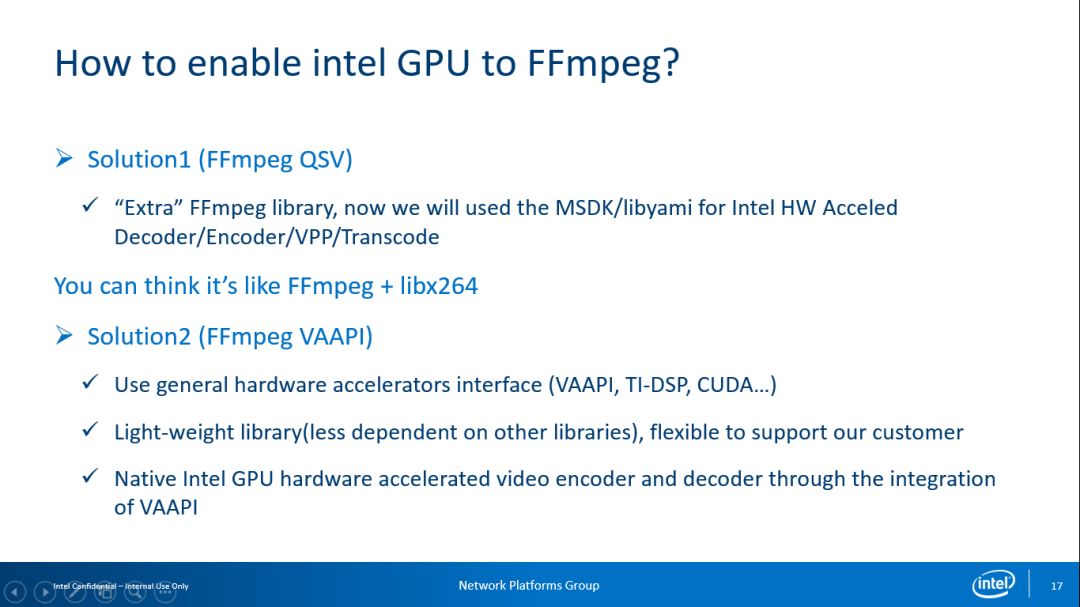 How to enable intel GPU to FFmpeg?
Solution1 (FFmpeg QSV)
“Extra” FFmpeg library, now we will used the MSDK/libyami for Intel HW Acceled
Decoder/Encoder/VPP/Transcode
You can think it’s like FFmpeg + libx264
Solution2 (FFmpeg VAAPI)
Use general hardware accelerators interface (VAAPI, TI-DSP, CUDA…)
Light-weight library(less dependent on other libraries), flexible to support our customer
Native Intel GPU hardware accelerated video encoder and decoder through the integration
of VAAPI
Intel Confidential – Internal Use Only
Network Platforms Group
intel
17